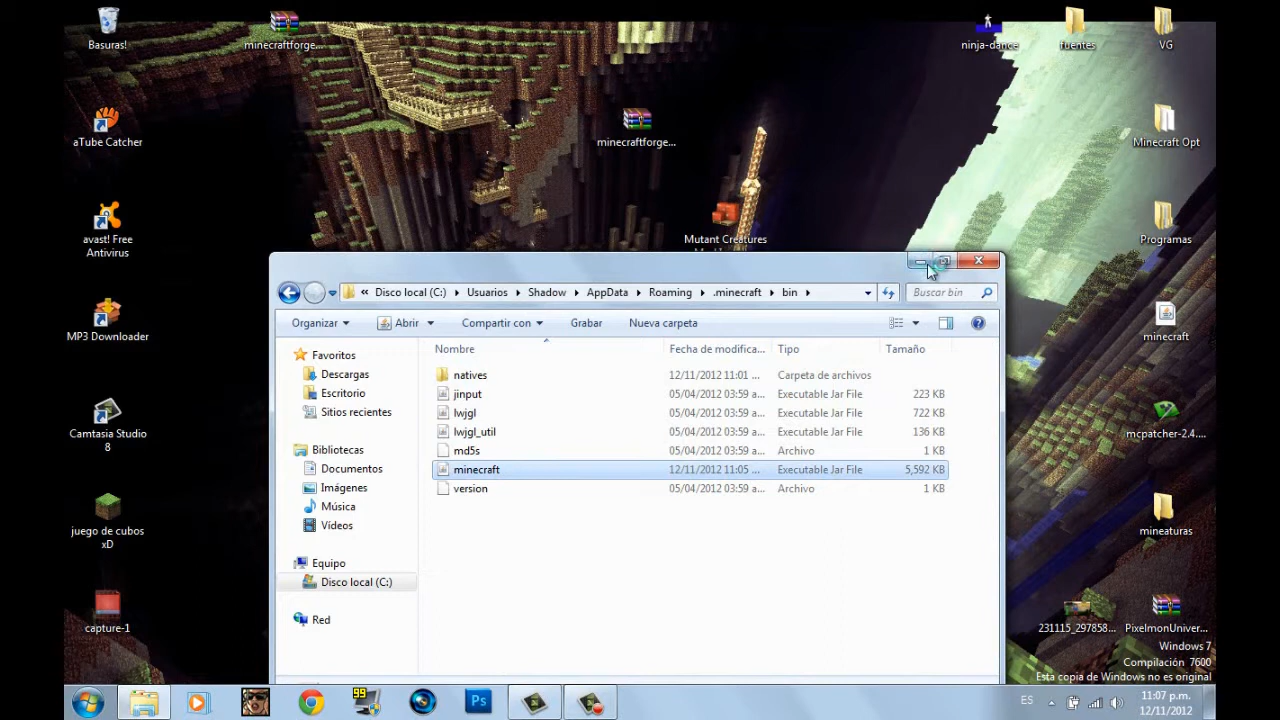 Basuras!
minecraftforge...
ninja-dance
fuentes
VG
aTube Catcher
minecraftforge...
Minecraft Opt
avast! Free
Antivirus
Mutant Creatures
Programas
MP3 Downloader
minecraft
Camtasia Studio
8
mcpatcher-2.4....
juego de cubos
xD
mineaturas
capture-1
231115_297858...
PixelmonUniver...
« Disco local (C:) Usuarios Shadow AppData Roaming .minecraft bin
Buscar bin
Organizar Abrir Compartir con Grabar Nueva carpeta
Nombre Fecha de modifica... Tipo Tamaño
natives 12/11/2012 11:01 ... Carpeta de archivos
jinput 05/04/2012 03:59 a... Executable Jar File 223 KB
lwjgl 05/04/2012 03:59 a... Executable Jar File 722 KB
lwjgl_util 05/04/2012 03:59 a... Executable Jar File 136 KB
md5s 05/04/2012 03:59 a... Archivo 1 KB
minecraft 12/11/2012 11:05 ... Executable Jar File 5,592 KB
version 05/04/2012 03:59 a... Archivo 1 KB
Favoritos
Descargas
Escritorio
Sitios recientes
Bibliotecas
Documentos
Imágenes
Música
Vídeos
Equipo
Disco local (C:)
Red
Windows 7
Compilación 7600
Esta copia de Windows no es original
99
Ps
ES
11:07 p.m.
12/11/2012